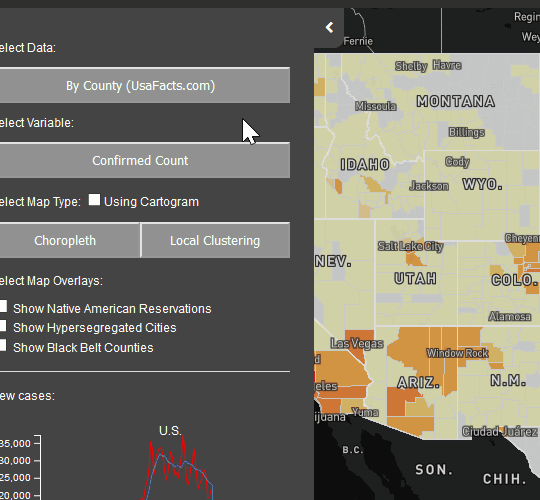 elect Data:
By County (UsaFacts.com)
elect Variable:
Confirmed Count
elect Map Type: Using Cartogram
Choropleth Local Clustering
elect Map Overlays:
Show Native American Reservations
Show Hypersegregated Cities
Show Black Belt Counties
ew cases:
U.S.
35,000
30,000
25,000
20,000
Regin
Wey
Fernie
Shelby Havre
Missoula
MONTANA
Billings
IDAHO
Cody
Jackson
WYO.
Salt Lake City
Cheyenn
NEV.
UTAH
COLO.
Alamosa
Las Vegas
Window Rock
d
eles
ARIZ.
N.M.
ijuana
Yuma
Ciudad Juárez
B.C.
SON.
CHIH.